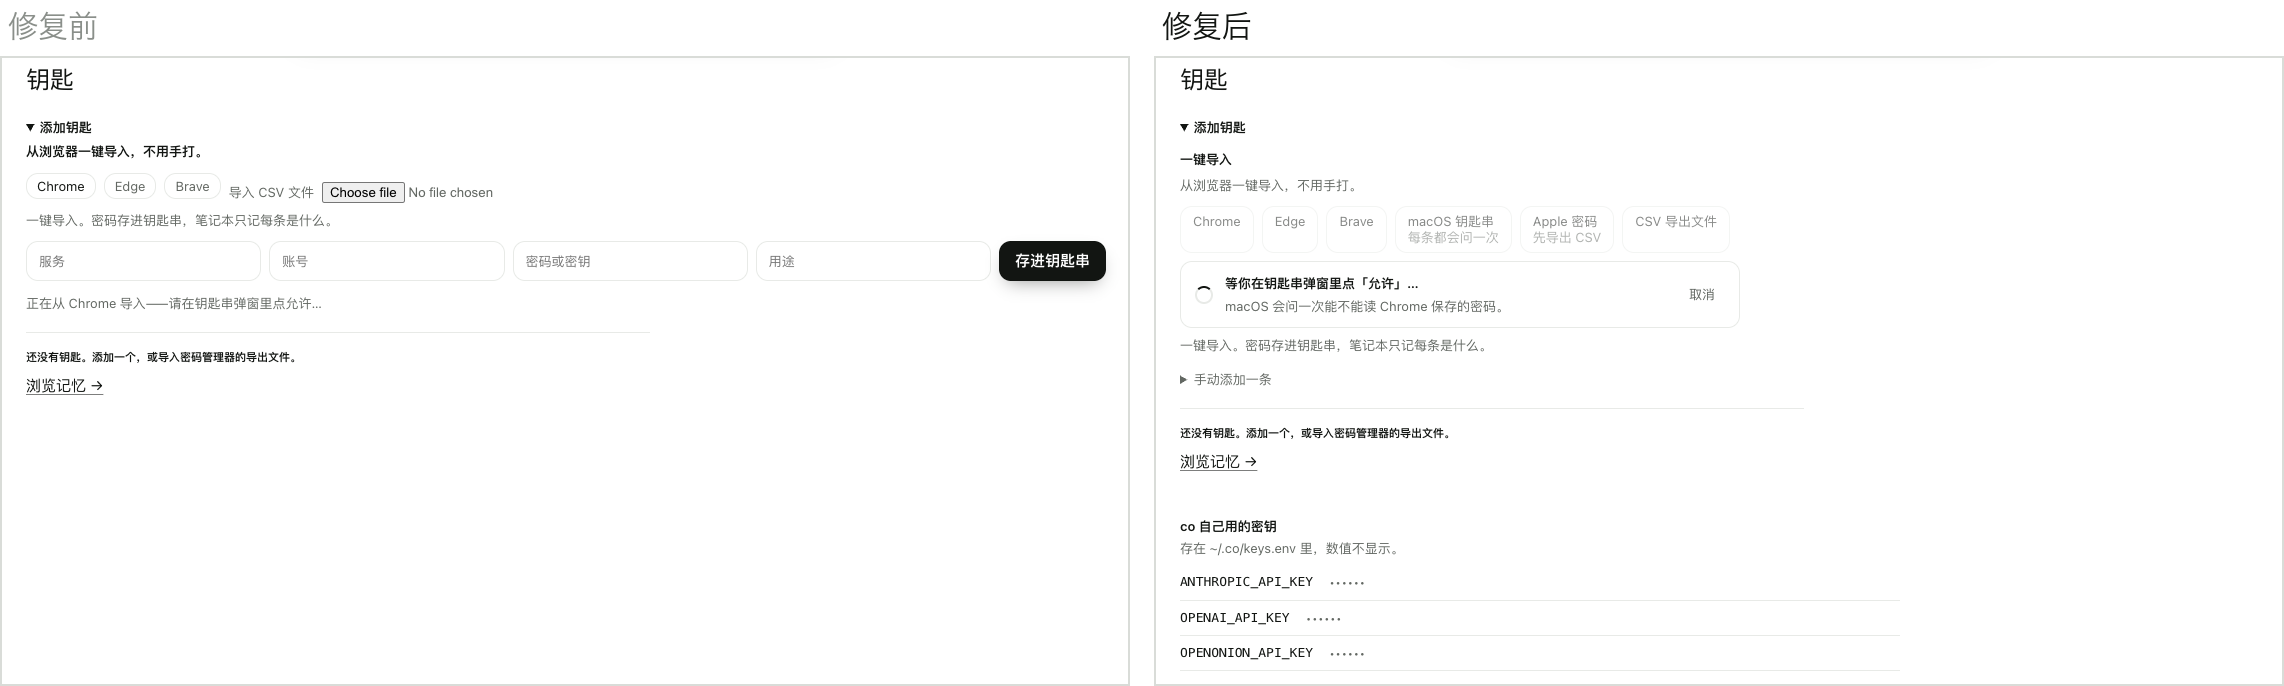 修复前
钥匙
▼ 添加钥匙
从浏览器一键导入，不用手打。
Chrome Edge Brave 导入 CSV 文件 Choose file No file chosen
一键导入。密码存进钥匙串，笔记本只记每条是什么。
服务 账号 密码或密钥 用途 存进钥匙串
正在从 Chrome 导入——请在钥匙串弹窗里点允许...
还没有钥匙。添加一个，或导入密码管理器的导出文件。
浏览记忆 →
修复后
钥匙
▼ 添加钥匙
一键导入
从浏览器一键导入，不用手打。
Chrome Edge Brave macOS 钥匙串 Apple 密码 CSV 导出文件
每条都会问一次 先导出 CSV
等你在钥匙串弹窗里点「允许」...
macOS 会问一次能不能读 Chrome 保存的密码。
取消
一键导入。密码存进钥匙串，笔记本只记每条是什么。
▶ 手动添加一条
还没有钥匙。添加一个，或导入密码管理器的导出文件。
浏览记忆 →
co 自己用的密钥
存在 ~/.co/keys.env 里，数值不显示。
ANTHROPIC_API_KEY ••••••
OPENAI_API_KEY ••••••
OPENONION_API_KEY ••••••